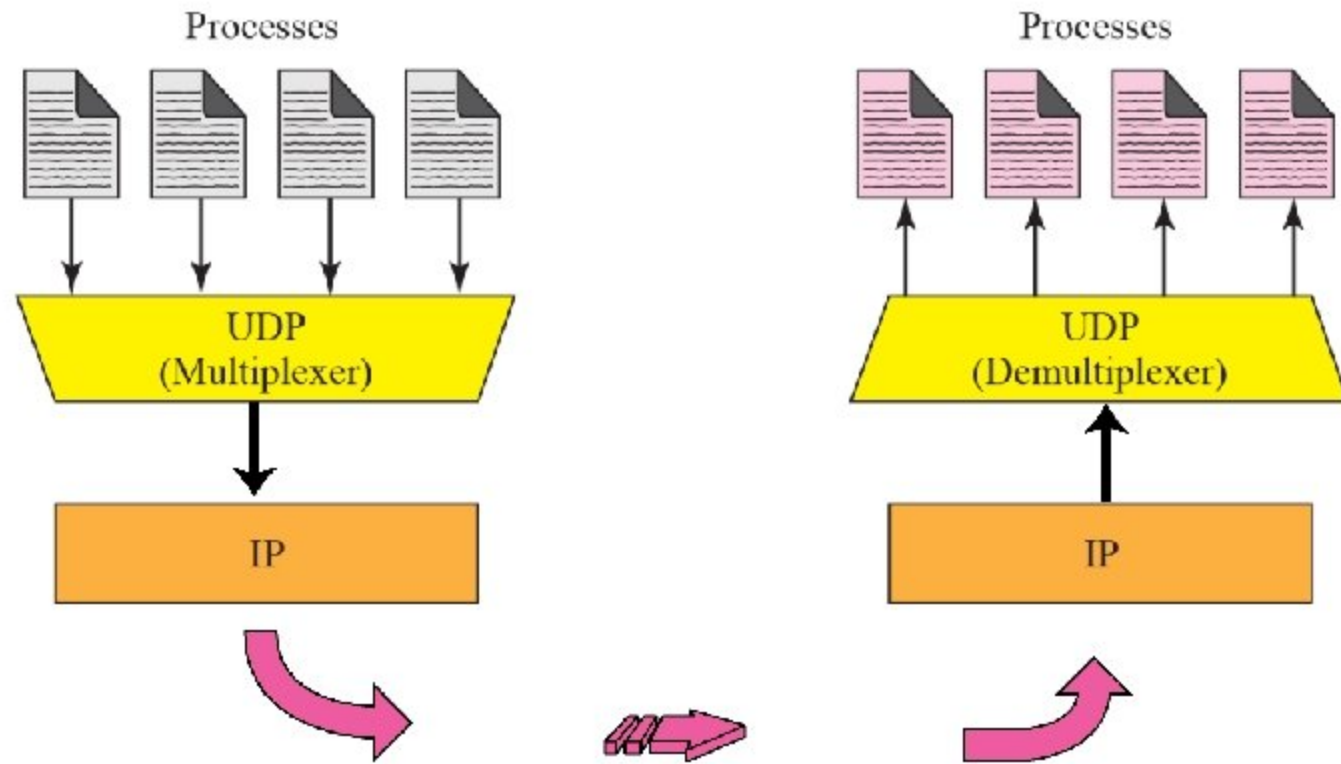 Processes
Processes
UDP
(Multiplexer)
UDP
(Demultiplexer)
IP
IP